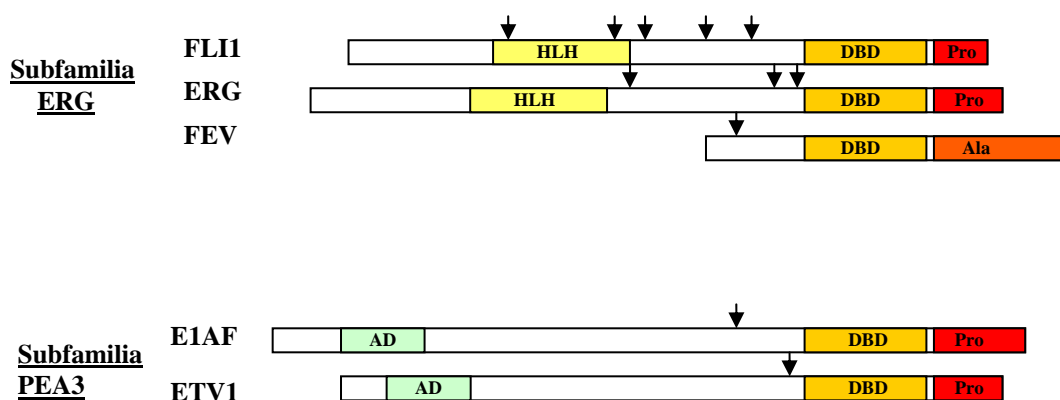 Subfamilia
ERG
FLI1
HLH
DBD
Pro
ERG
HLH
DBD
Pro
FEV
DBD
Ala
Subfamilia
PEA3
E1AF
AD
DBD
Pro
ETV1
AD
DBD
Pro